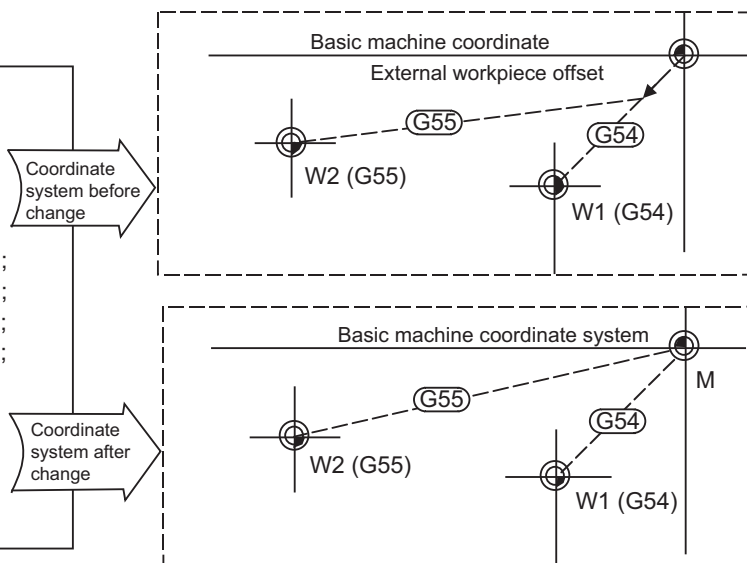 Basic machine coordinate
External workpiece offset
G55
G54
W2 (G55)
W1 (G54)
Coordinate
system before
change
;
;
;
;
Basic machine coordinate system
M
G55
G54
W2 (G55)
W1 (G54)
Coordinate
system after
change